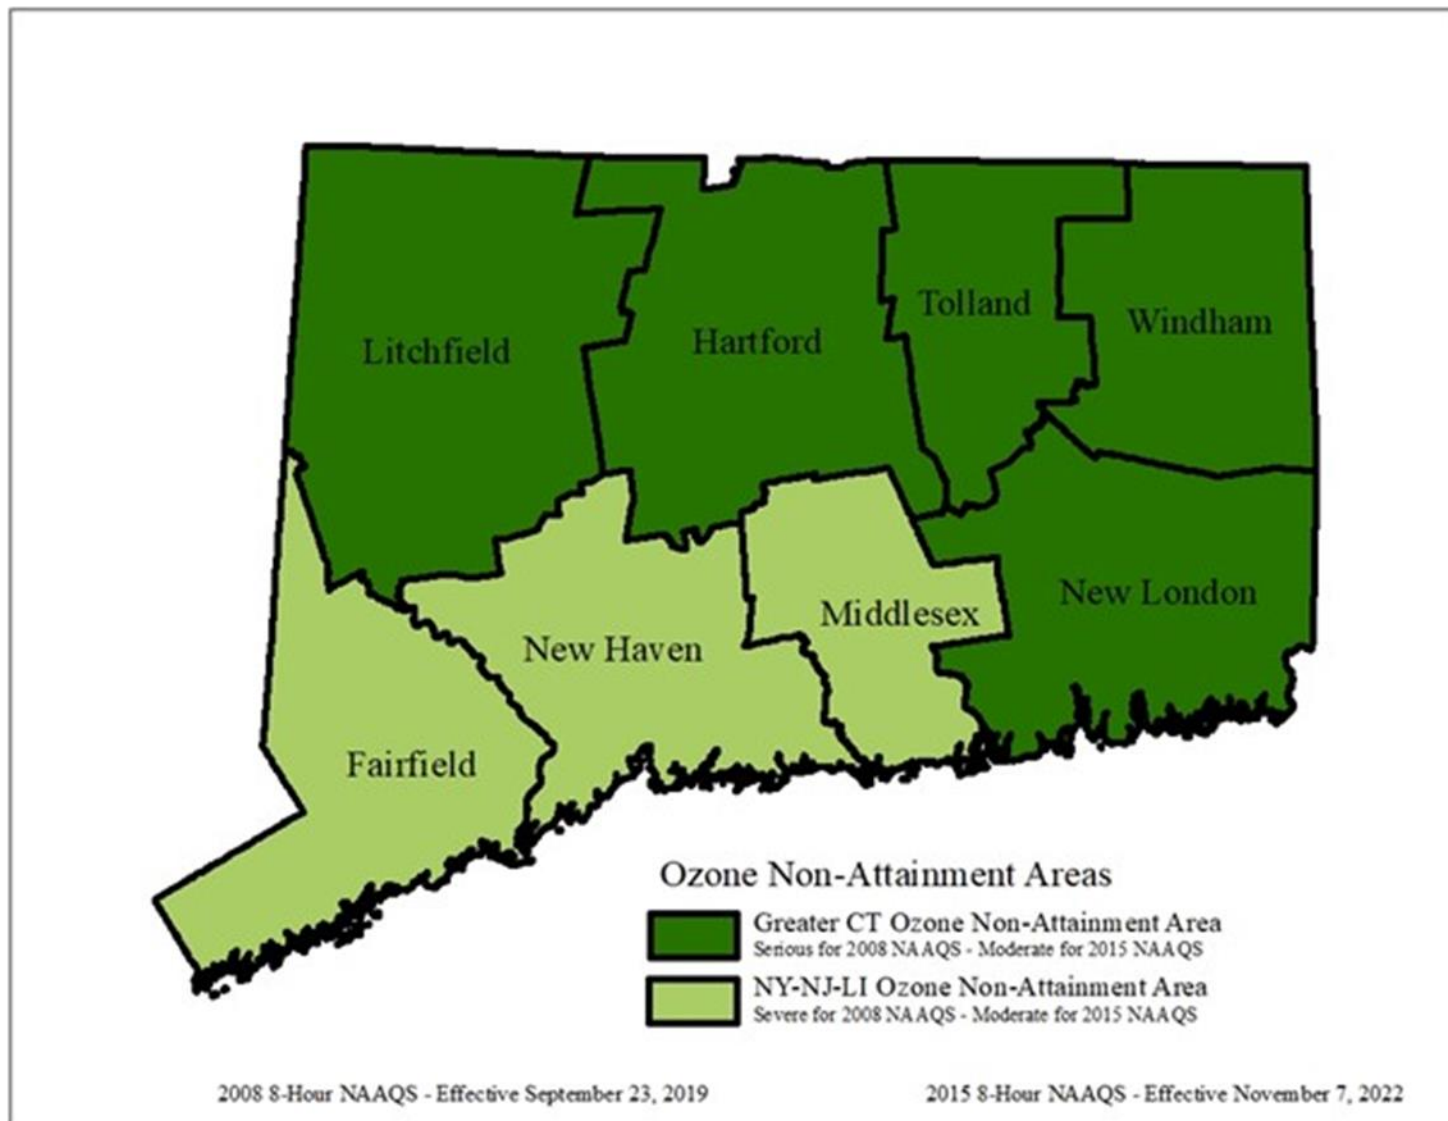 Litchfield
Hartford
Tolland
Windham
New London
Middlesex
New Haven
Fairfield
Ozone Non-Attainment Areas
Greater CT Ozone Non-Attainment Area
Serious for 2008 NAAQS - Moderate for 2015 NAAQS
NY-NJ-LI Ozone Non-Attainment Area
Severe for 2008 NAAQS - Moderate for 2015 NAAQS
2008 8-Hour NAAQS - Effective September 23, 2019
2015 8-Hour NAAQS - Effective November 7, 2022